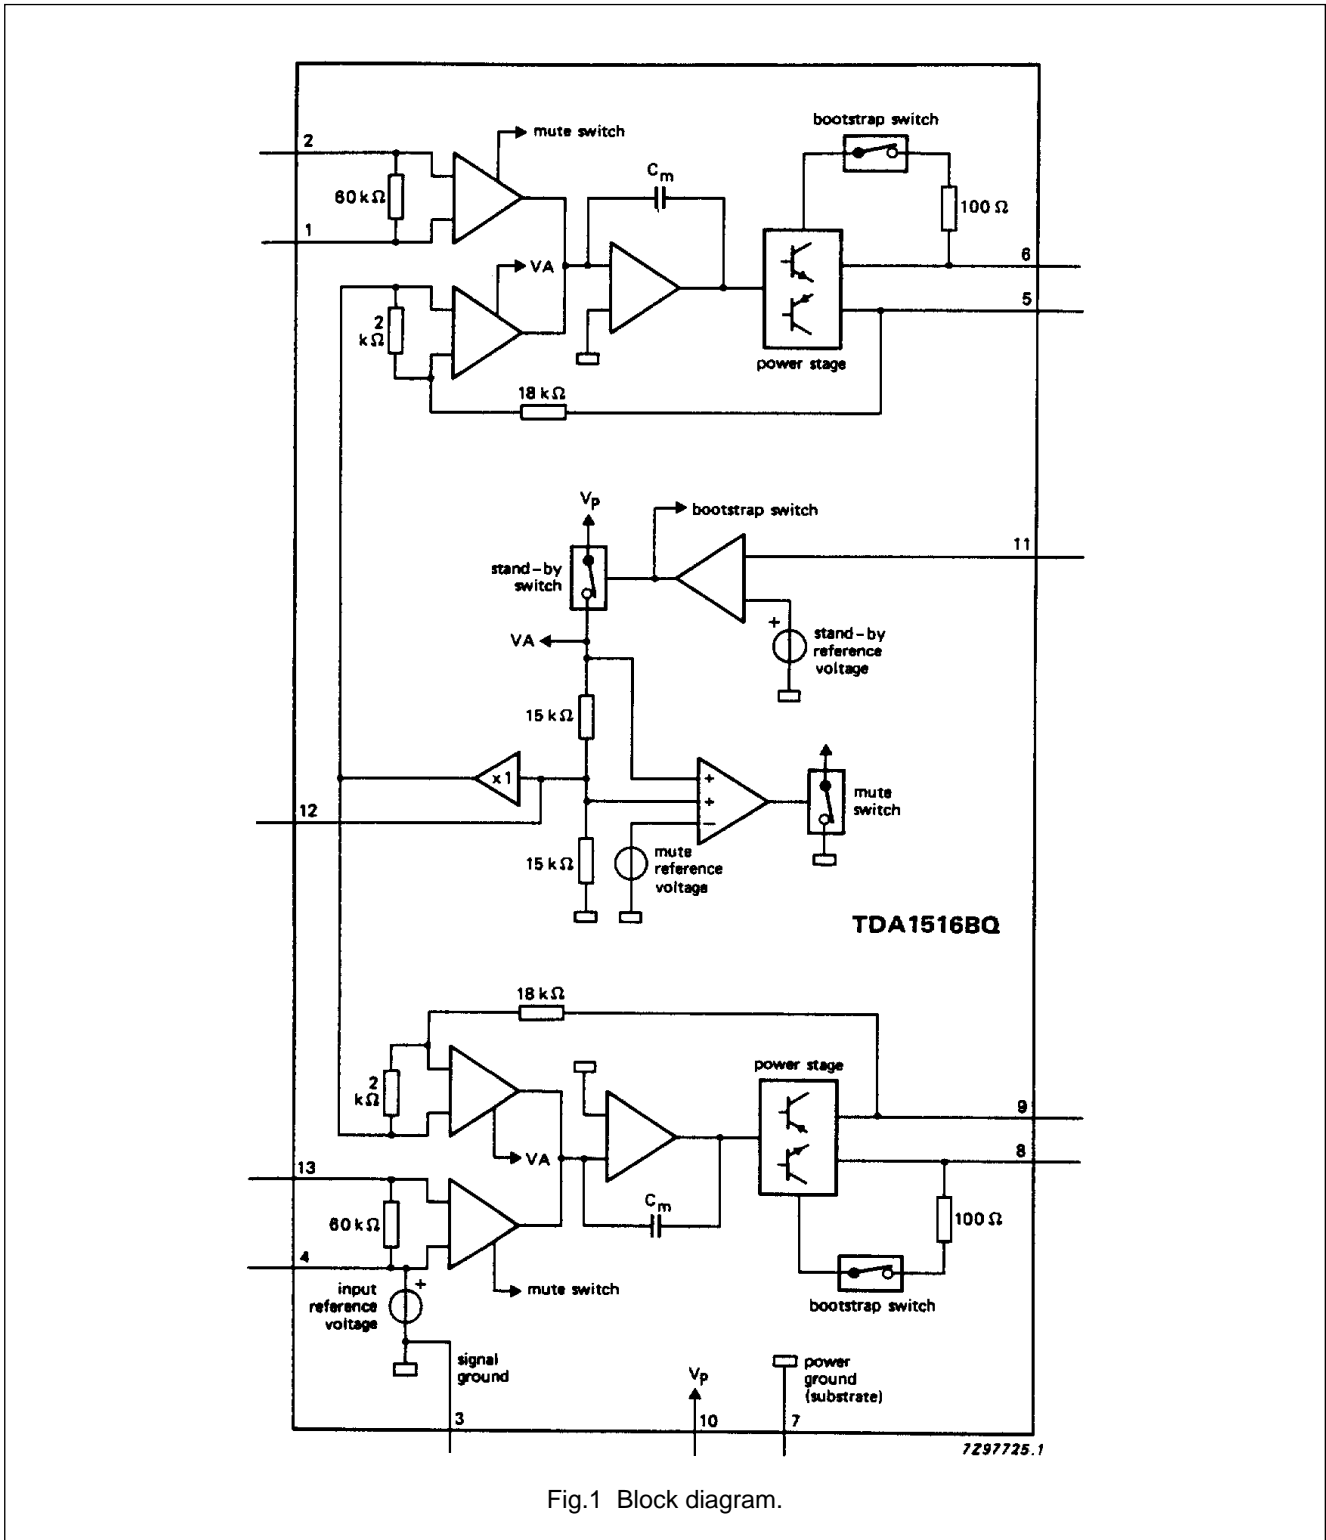 bootstrap switch
2
mute switch
Cm
60 kΩ
100 Ω
1
6
VA
5
2
kΩ
power stage
18 kΩ
Vp
bootstrap switch
11
stand-by
switch
VA
stand-by
reference
voltage
+
15 kΩ
x1
+
+
−
mute
switch
12
15 kΩ
mute
reference
voltage
TDA1516BQ
18 kΩ
power stage
2
kΩ
9
VA
8
13
Cm
60 kΩ
100 Ω
4
+
input
reference
voltage
mute switch
bootstrap switch
signal
ground
Vp
power
ground
(substrate)
3
10
7
7Z97725.1
Fig.1 Block diagram.